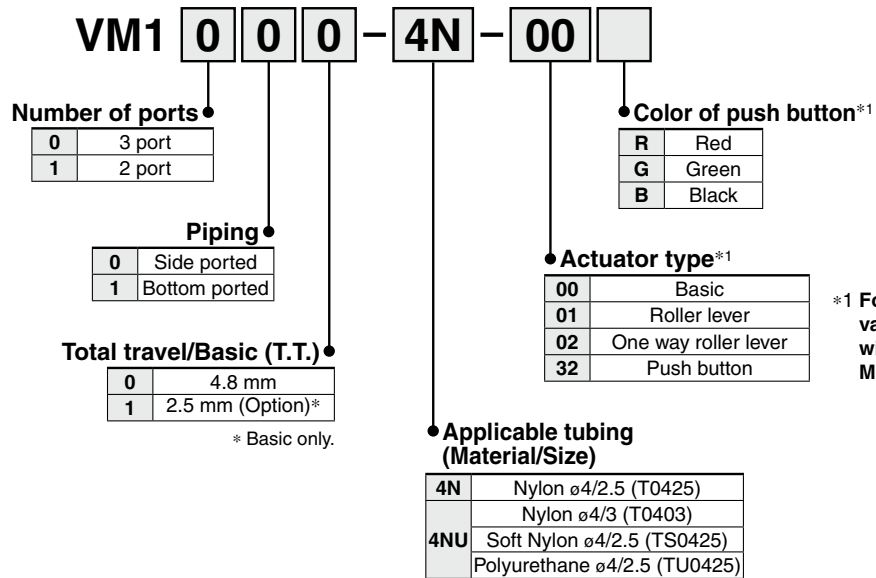 VM1 0 0 0 – 4N – 00
Number of ports
0 3 port
1 2 port
Piping
0 Side ported
1 Bottom ported
Total travel/Basic (T.T.)
0 4.8 mm
1 2.5 mm (Option)*
* Basic only.
Color of push button*1
R Red
G Green
B Black
Actuator type*1
00 Basic
01 Roller lever
02 One way roller lever
32 Push button
*1
Applicable tubing
(Material/Size)
4N Nylon ø4/2.5 (T0425)
4NU Nylon ø4/3 (T0403)
Soft Nylon ø4/2.5 (TS0425)
Polyurethane ø4/2.5 (TU0425)